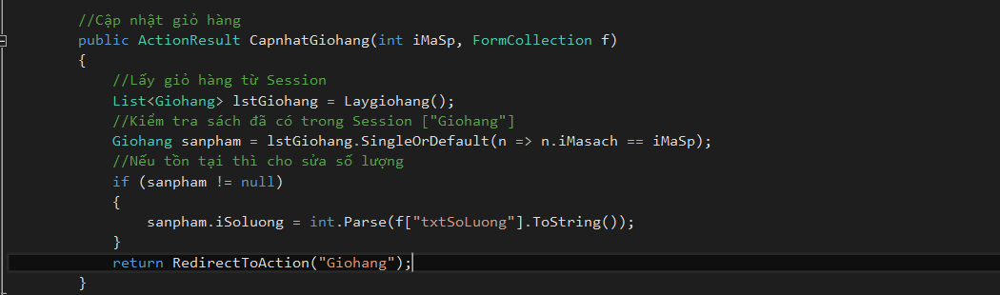 //Cập nhật giỏ hàng
public ActionResult CapnhatGiohang(int iMaSp, FormCollection f)
{
//Lấy giỏ hàng từ Session
List<Giohang> lstGiohang = Laygiohang();
//Kiểm tra sách đã có trong Session ["Giohang"]
Giohang sanpham = lstGiohang.SingleOrDefault(n => n.iMasach == iMaSp);
//Nếu tồn tại thì cho sửa số lượng
if (sanpham != null)
{
sanpham.iSoluong = int.Parse(f["txtSoLuong"].ToString());
}
return RedirectToAction("Giohang");
}